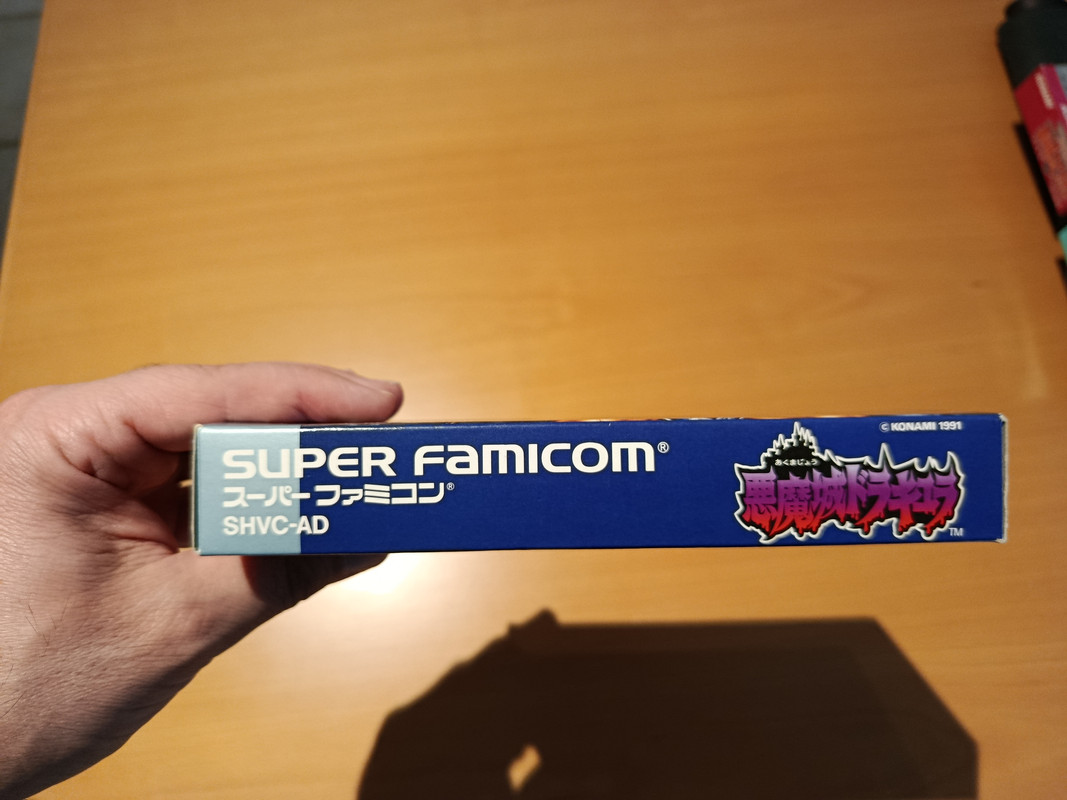 SUPER FAMICOM®
スーパーファミコン®
SHVC-AD
© KONAMI 1991
あくまじょう
悪魔城ドラキュラ
TM